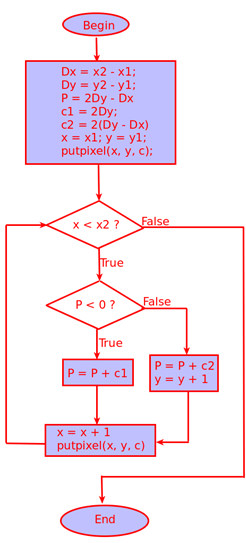 Begin
Dx = x2 - x1;
Dy = y2 - y1;
P = 2Dy - Dx
c1 = 2Dy;
c2 = 2(Dy - Dx)
x = x1; y = y1;
putpixel(x, y, c);
x < x2 ?
False
True
P < 0 ?
False
True
P = P + c1
P = P + c2
y = y + 1
x = x + 1
putpixel(x, y, c)
End